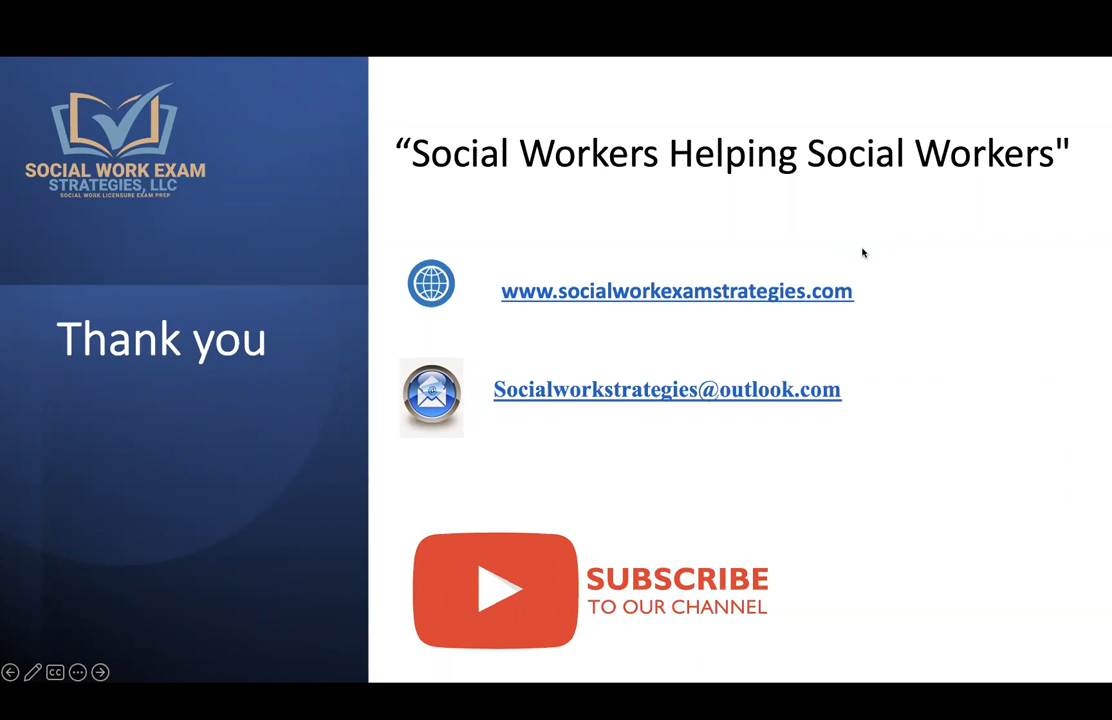 SOCIAL WORK EXAM
STRATEGIES, LLC
SOCIAL WORK LICENSURE EXAM PREP
Thank you
“Social Workers Helping Social Workers"
www.socialworkexamstrategies.com
Socialworkstrategies@outlook.com
SUBSCRIBE
TO OUR CHANNEL
CC